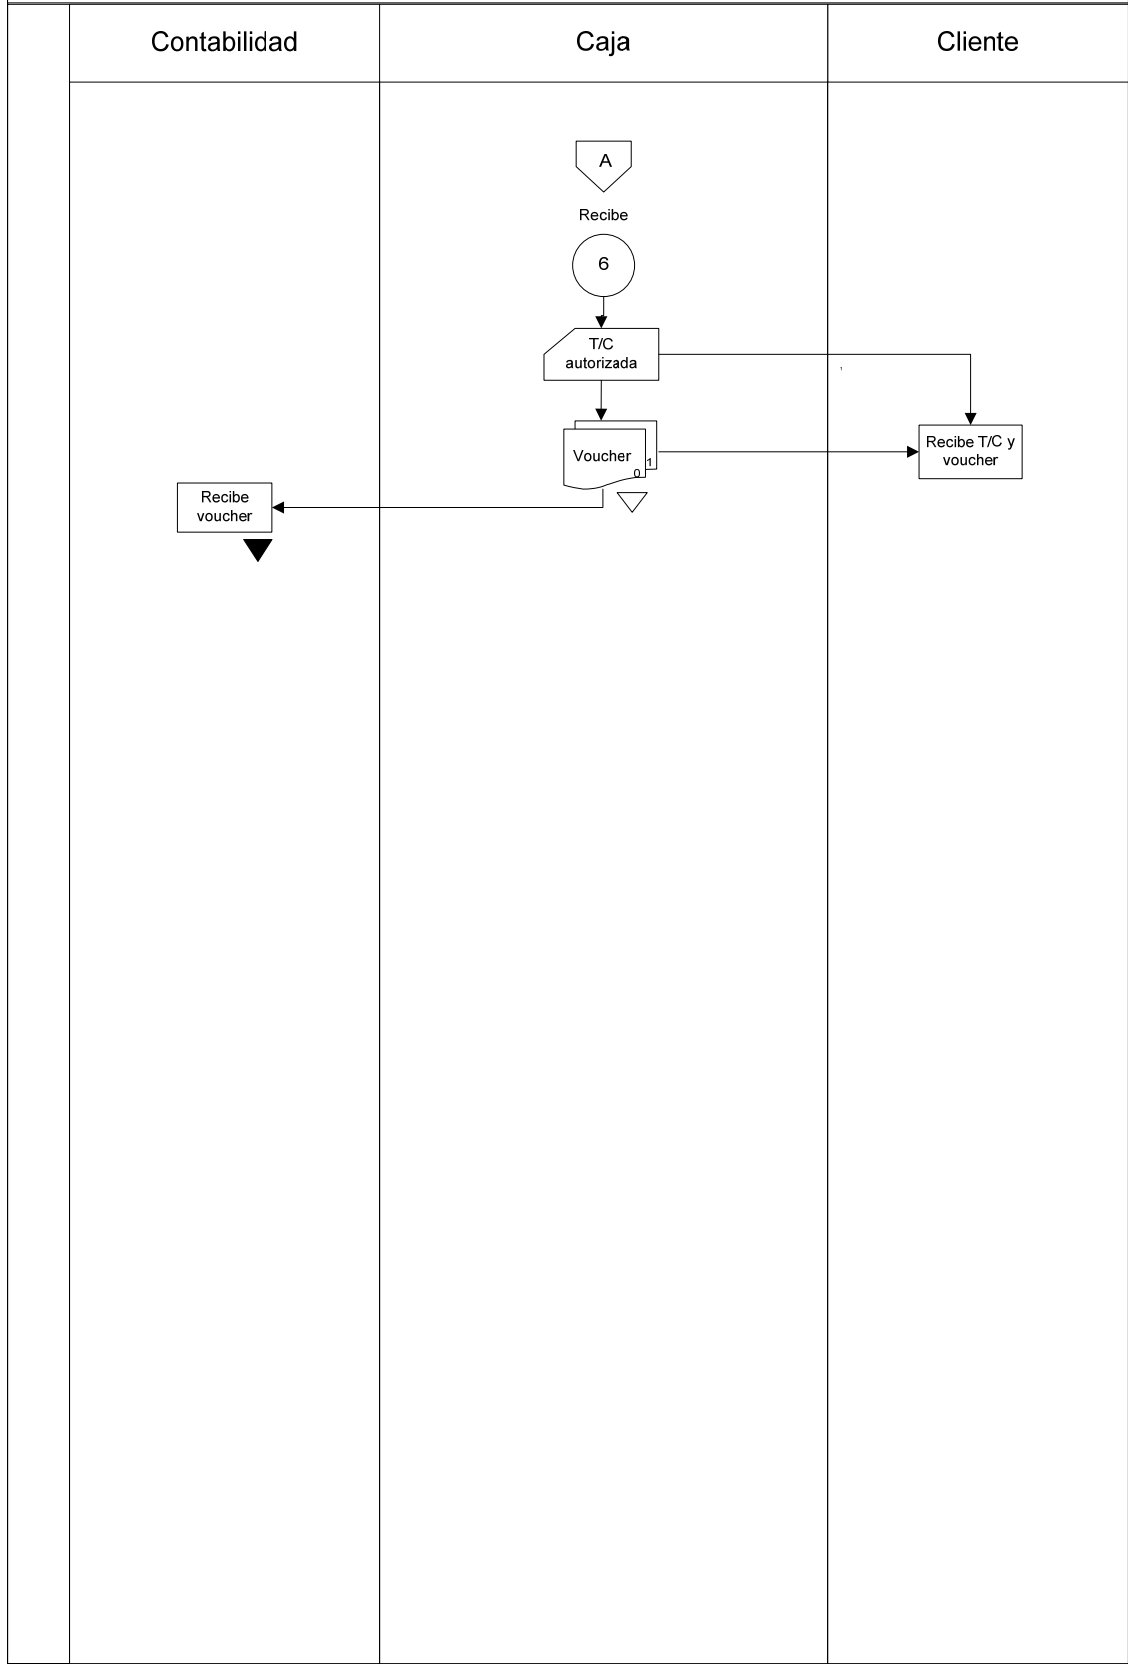 Contabilidad
Caja
Cliente
A
Recibe
6
T/C
autorizada
Recibe T/C y
voucher
Voucher
1
0
Recibe
voucher